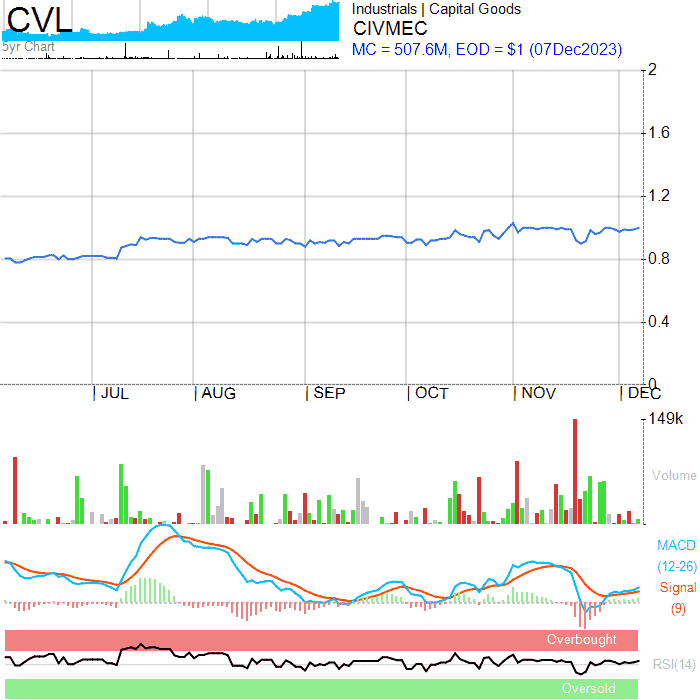 CVL
5yr Chart
Industrials | Capital Goods
CIVMEC
MC = 507.6M, EOD = $1 (07Dec2023)
2
1.6
1.2
0.8
0.4
0
JUL
AUG
SEP
OCT
NOV
DEC
149k
Volume
MACD
(12-26)
Signal
(9)
Overbought
RSI(14)
Oversold